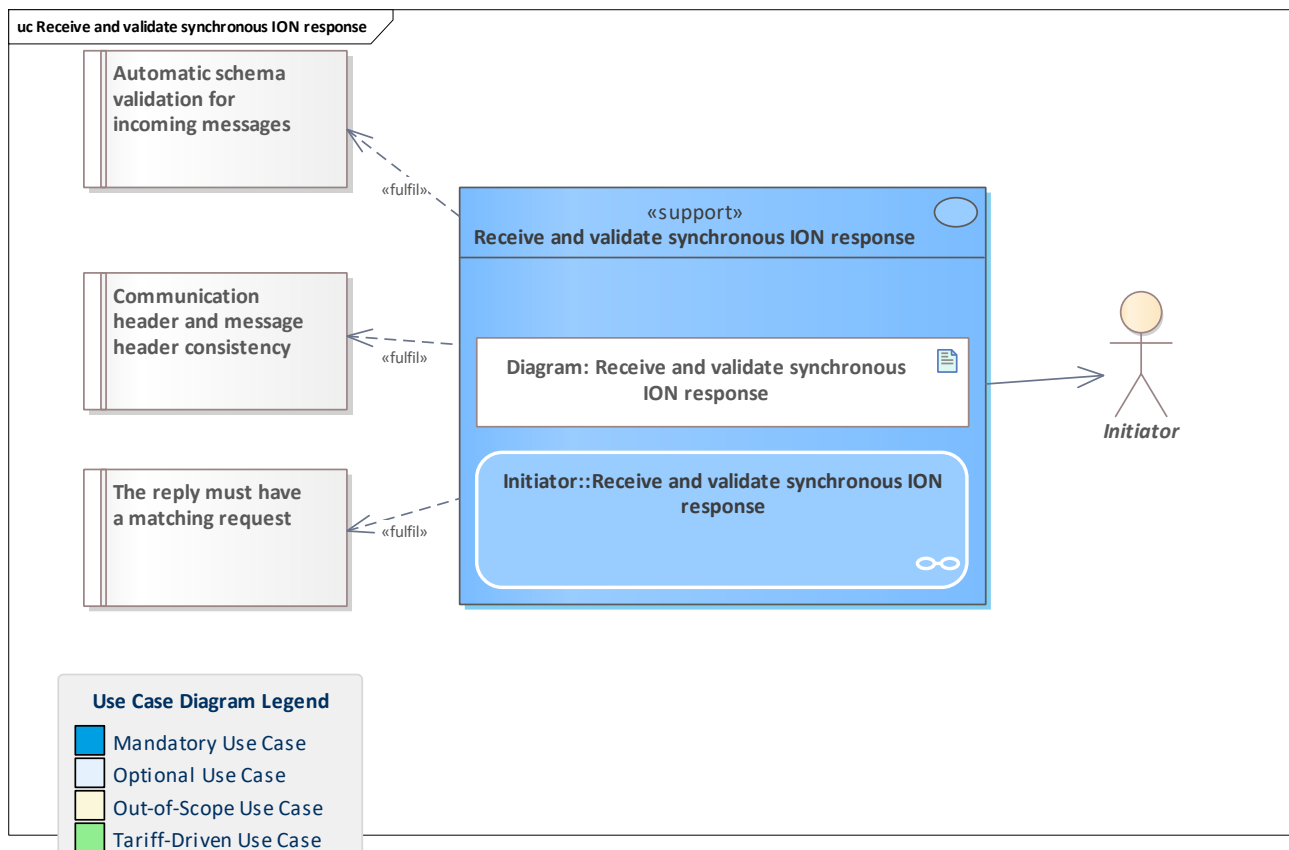 uc Receive and validate synchronous ION response
Automatic schema
validation for
incoming messages
«fulfil»
«support»
Receive and validate synchronous ION response
Communication
header and message
header consistency
«fulfil»
Diagram: Receive and validate synchronous
ION response
Initiator
The reply must have
a matching request
«fulfil»
Initiator::Receive and validate synchronous ION
response
Use Case Diagram Legend
Mandatory Use Case
Optional Use Case
Out-of-Scope Use Case
Tariff-Driven Use Case